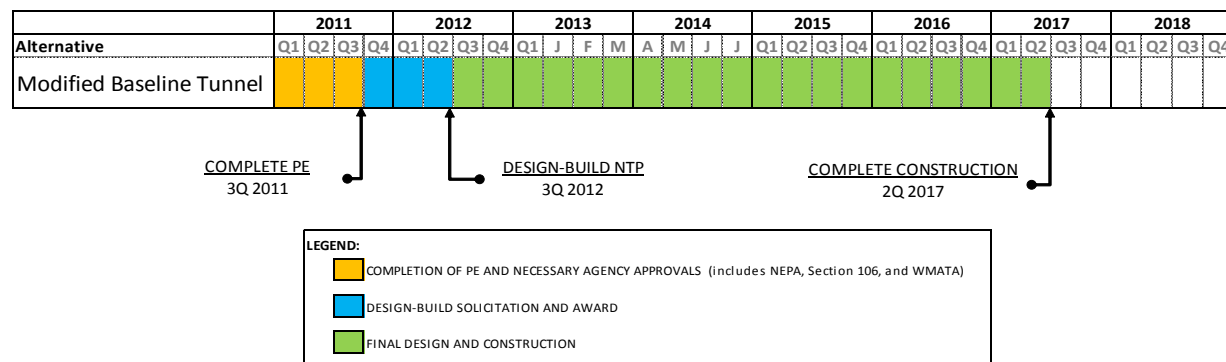 2011 2012 2013 2014 2015 2016 2017 2018
Alternative Q1 Q2 Q3 Q4 Q1 Q2 Q3 Q4 Q1 J F M A M J J Q1 Q2 Q3 Q4 Q1 Q2 Q3 Q4 Q1 Q2 Q3 Q4 Q1 Q2 Q3 Q4
Modified Baseline Tunnel
COMPLETE PE DESIGN-BUILD NTP COMPLETE CONSTRUCTION
3Q 2011 3Q 2012 2Q 2017
LEGEND:
COMPLETION OF PE AND NECESSARY AGENCY APPROVALS (includes NEPA, Section 106, and WMATA)
DESIGN-BUILD SOLICITATION AND AWARD
FINAL DESIGN AND CONSTRUCTION